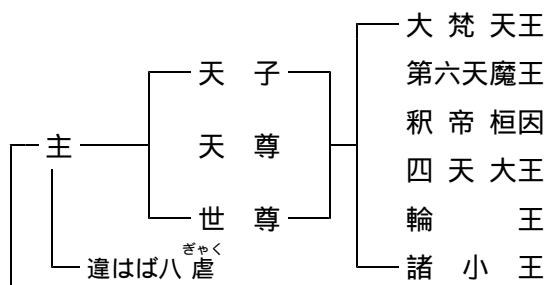 主
違はば八虐
ぎゃく
天子
天尊
世尊
大梵天王
第六天魔王
釈帝桓因
四天大王
輪王
諸小王